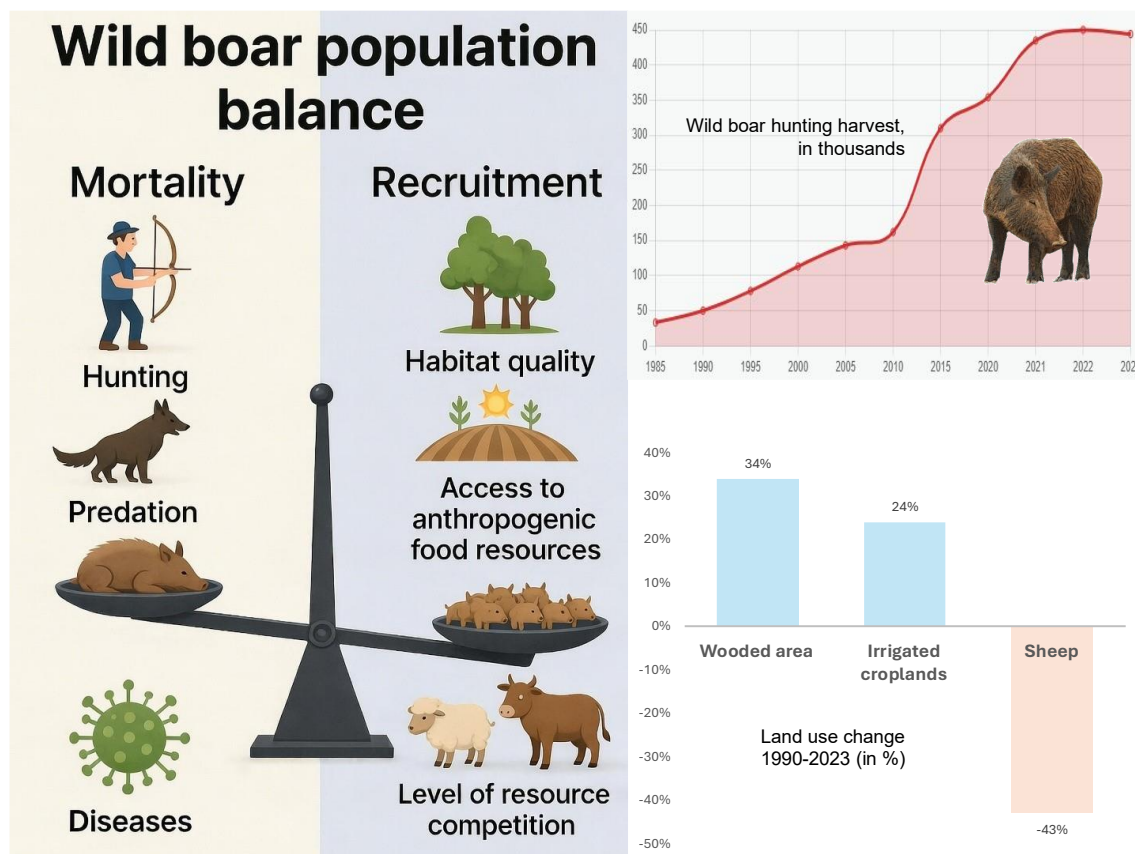 Wild boar population
balance
Mortality
Recruitment
Hunting
Habitat quality
Predation
Access to
anthropogenic
food resources
Diseases
Level of resource
competition
450
400
350
300
250
200
150
100
50
0
Wild boar hunting harvest,
in thousands
1985 1990 1995 2000 2005 2010 2015 2020 2021 2022 202
40%
30%
20%
10%
0%
-10%
-20%
-30%
-40%
-50%
34%
24%
-43%
Wooded area
Irrigated
croplands
Sheep
Land use change
1990-2023 (in %)